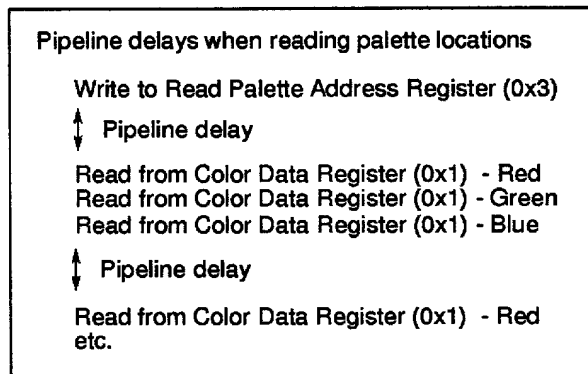 Pipeline delays when reading palette locations
Write to Read Palette Address Register (0x3)
Pipeline delay
Read from Color Data Register (0x1) - Red
Read from Color Data Register (0x1) - Green
Read from Color Data Register (0x1) - Blue
Pipeline delay
Read from Color Data Register (0x1) - Red
etc.